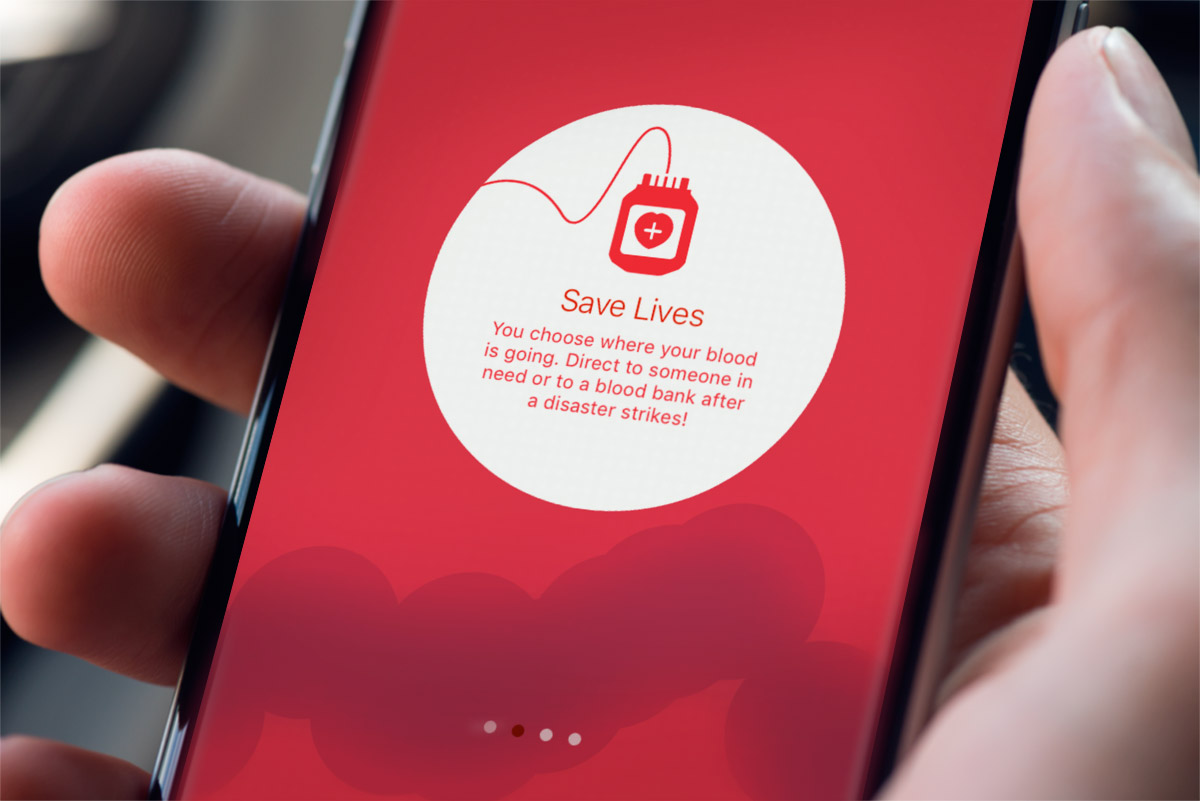 Save Lives
You choose where your blood
is going. Direct to someone in
need or to a blood bank after
a disaster strikes!